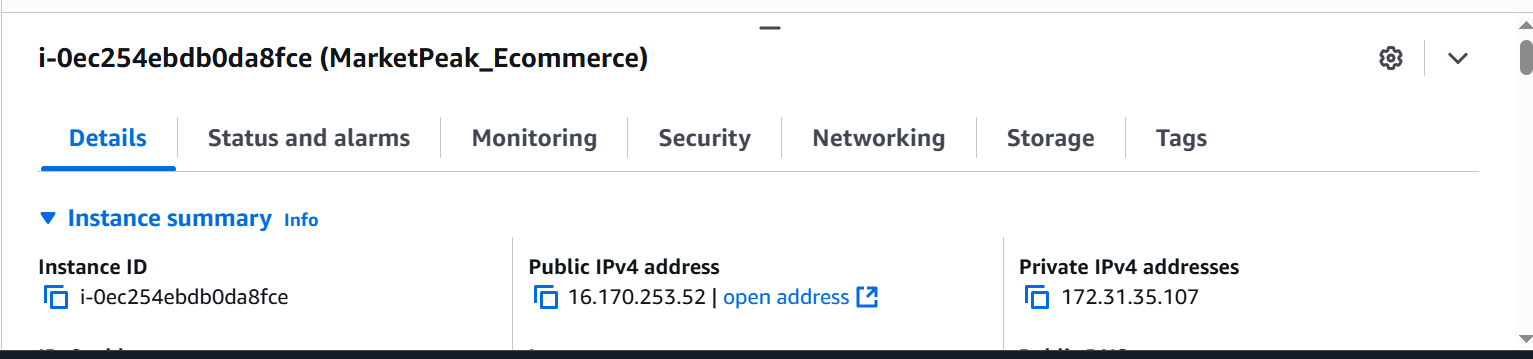 i-0ec254ebdb0da8fce (MarketPeak_Ecommerce)
Details Status and alarms Monitoring Security Networking Storage Tags
Instance summary Info
Instance ID
i-0ec254ebdb0da8fce
Public IPv4 address
16.170.253.52 | open address
Private IPv4 addresses
172.31.35.107